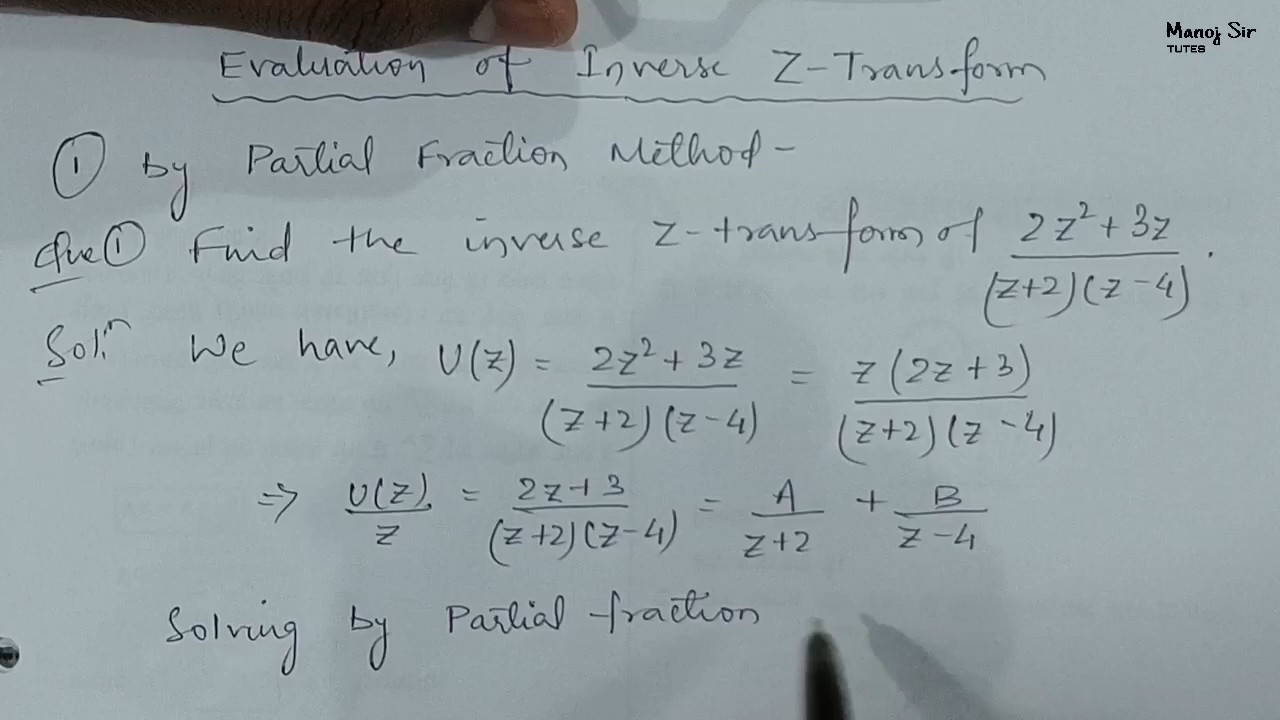 Manoj Sir
TUTES
Evaluation of Inverse Z-Transform
① by Partial Fraction Method -
Que① Find the inverse z-transform of (2z²+3z)/((z+2)(z-4)).
Solⁿ. We have, U(z) = (2z²+3z)/((z+2)(z-4)) = z(2z+3)/((z+2)(z-4))
⇒ U(z)/z = (2z+3)/((z+2)(z-4)) = A/(z+2) + B/(z-4)
Solving by Partial fraction